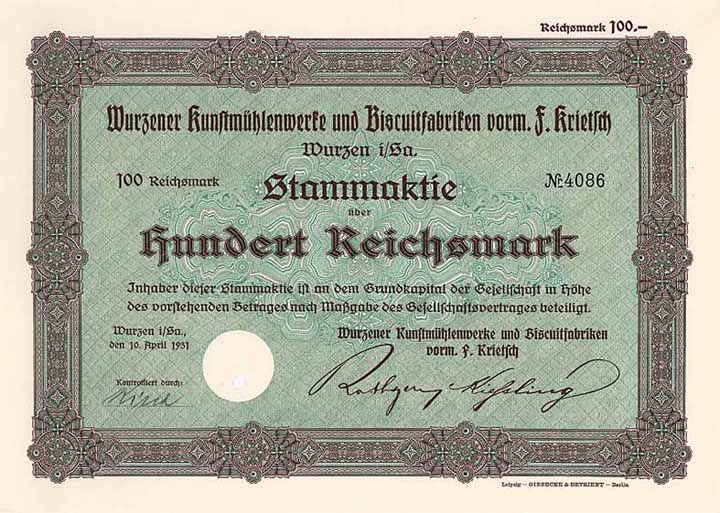 Reichsmark 100,—
Wurzener Kunstmühlenwerke und Biscuitfabriken vorm. F. Krietsch
Wurzen i/Sa.
100 Reichsmark
Stammaktie
№ 4086
über
Hundert Reichsmark
Inhaber dieser Stammaktie ist an dem Grundkapital der Gesellschaft in Höhe
des vorstehenden Betrages nach Maßgabe des Gesellschaftsvertrages beteiligt.
Wurzen i/Sa.,
den 10. April 1931
Wurzener Kunstmühlenwerke und Biscuitfabriken
vorm. F. Krietsch
Kontrolliert durch:
Kießling
Leipzig — GIESECKE & DEVRIENT — Berlin